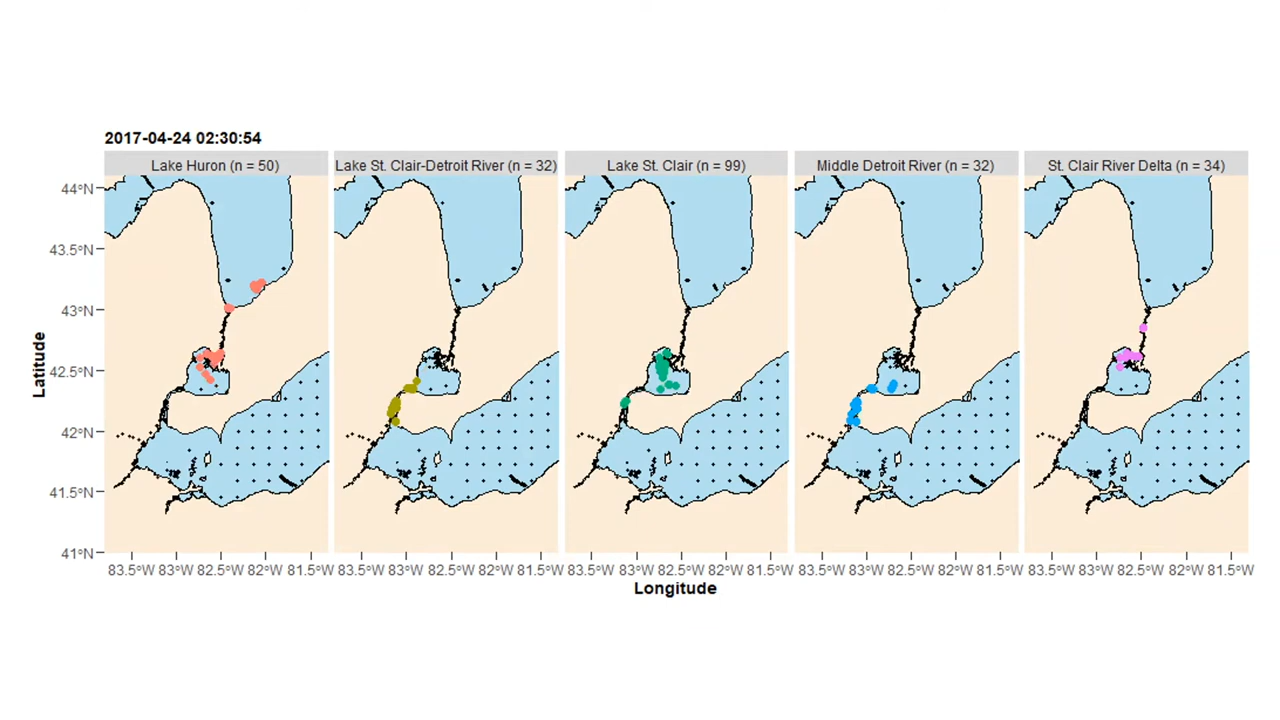 2017-04-24 02:30:54
Lake Huron (n = 50)
Lake St. Clair-Detroit River (n = 32)
Lake St. Clair (n = 99)
Middle Detroit River (n = 32)
St. Clair River Delta (n = 34)
Latitude
44°N
43.5°N
43°N
42.5°N
42°N
41.5°N
41°N
83.5°W 83°W 82.5°W 82°W 81.5°W
83.5°W 83°W 82.5°W 82°W 81.5°W
83.5°W 83°W 82.5°W 82°W 81.5°W
83.5°W 83°W 82.5°W 82°W 81.5°W
83.5°W 83°W 82.5°W 82°W 81.5°W
Longitude